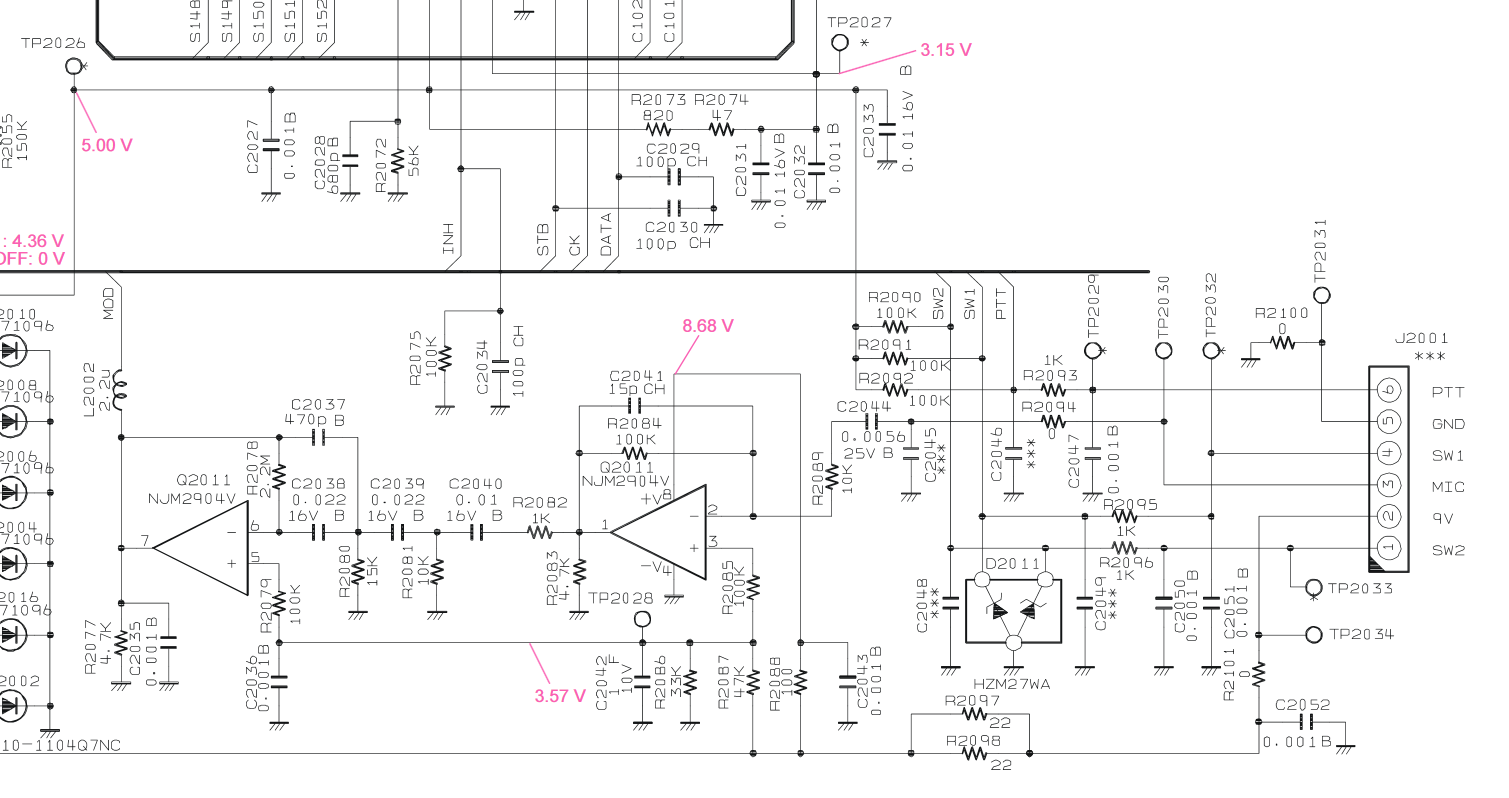 S148
S149
S150
S151
S152
C102
C101
TP2026
*
TP2027
*
3.15 V
R2055
150K
5.00 V
C2027
0.001B
C2028
680pB
R2072
56K
R2073
820
R2074
47
C2029
100p CH
C2030
100p CH
C2031
0.01 16VB
C2032
0.001 B
C2033
0.01 16V B
: 4.36 V
OFF: 0 V
MOD
INH
STB
CK
DATA
SW2
SW1
PTT
TP2029
*
TP2030
TP2032
*
TP2031
R2100
0
J2001
***
2010
71096
2008
71096
2006
71096
2004
71096
2016
71096
2002
10-1104Q7NC
L2002
2.2u
R2075
100K
C2034
100p CH
8.68 V
R2090
100K
R2091
100K
R2092
100K
1K
R2093
R2094
0
C2041
15p CH
R2084
100K
Q2011
NJM2904V
+V 8
-V 4
1
2
3
-
+
C2044
0.0056
25V B
C2045
***
C2046
***
C2047
0.001B
R2089
10K
C2037
470p B
R2078
2.2M
Q2011
NJM2904V
7
6
5
-
+
C2038
0.022
16V B
C2039
0.022
16V B
C2040
0.01
16V B
R2082
1K
R2080
15K
R2081
10K
R2083
4.7K
R2085
100K
R2079
100K
TP2028
R2077
4.7K
C2035
0.001B
C2036
0.001B
3.57 V
C2042
1 F
10V
R2086
33K
R2087
47K
R2088
100
C2043
0.001B
R2095
1K
R2096
1K
D2011
HZM27WA
C2048
***
C2049
***
C2050
0.001B
C2051
0.001 B
R2101
0
R2097
22
R2098
22
C2052
0.001B
TP2033
*
TP2034
6 PTT
5 GND
4 SW1
3 MIC
2 9V
1 SW2